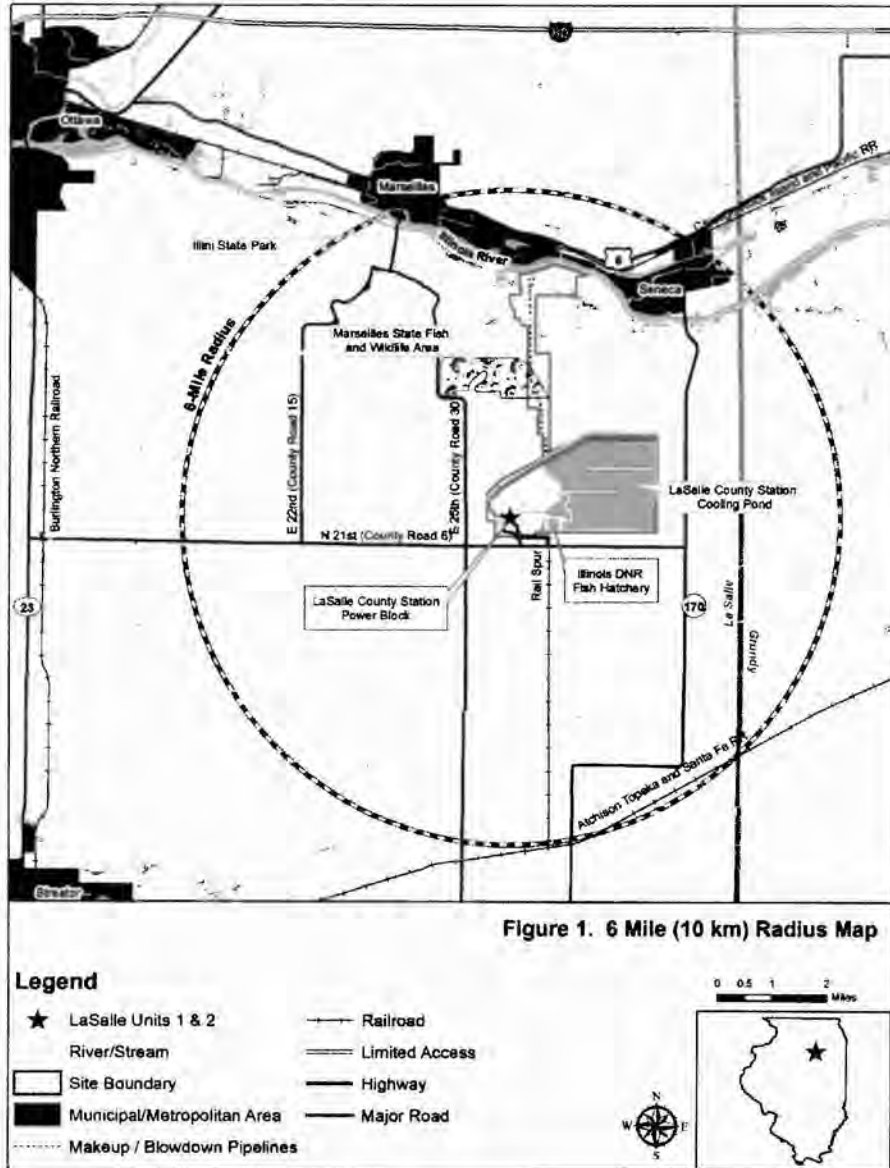 80
Ottawa
Marseilles
Chicago Rock Island and Pacific RR
Illini State Park
Illinois River
6
Seneca
6-Mile Radius
Marseilles State Fish
and Wildlife Area
Burlington Northern Railroad
E 22nd (County Road 15)
E 25th (County Road 30)
LaSalle County Station
Cooling Pond
N 21st (County Road 6)
LaSalle County Station
Power Block
Rail Spur
Illinois DNR
Fish Hatchery
23
170
La Salle
Grundy
Atchison Topeka and Santa Fe RR
Streator
Figure 1. 6 Mile (10 km) Radius Map
Legend
LaSalle Units 1 & 2
River/Stream
Site Boundary
Municipal/Metropolitan Area
Makeup / Blowdown Pipelines
Railroad
Limited Access
Highway
Major Road
0 0.5 1 2
Miles
N
W E
S